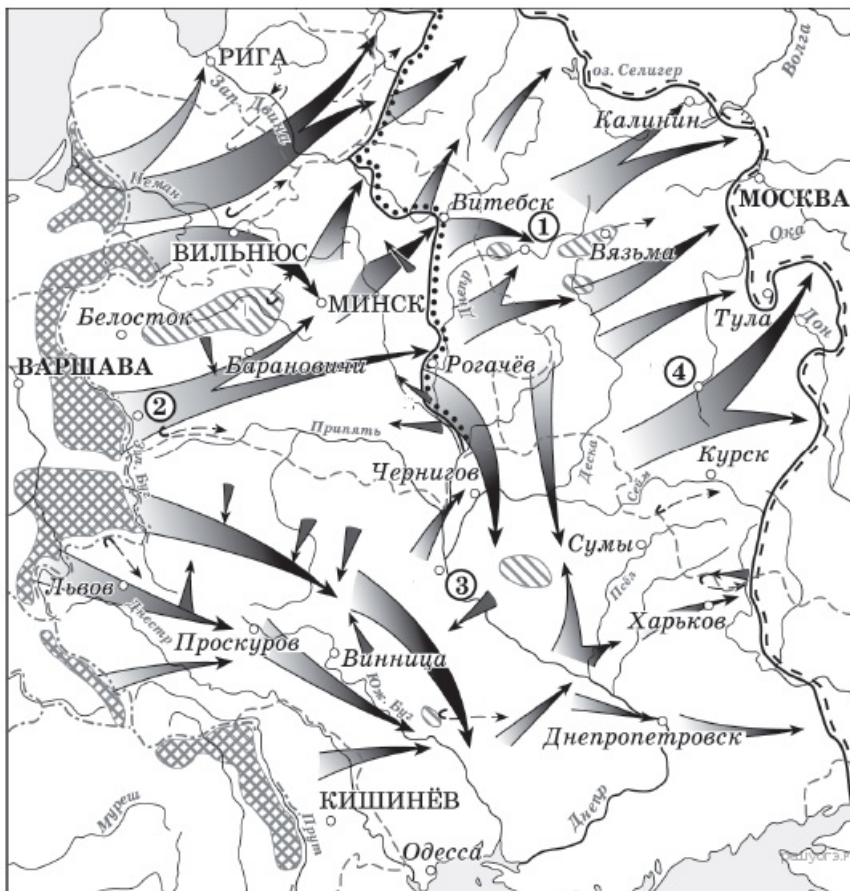 РИГА
Зап. Двина
оз. Селигер
Волга
Калинин
Неман
Витебск
①
МОСКВА
ВИЛЬНЮС
Вязьма
Ока
Днепр
МИНСК
Тула
Дон
Белосток
ВАРШАВА
Барановичи
Рогачёв
④
②
Припять
Зап. Буг
Чернигов
Деска
Сейм
Курск
Сумы
③
Псёл
Львов
Днестр
Харьков
Проскуров
Винница
Юж. Буг
Днепропетровск
КИШИНЁВ
Муреш
Прут
Днепр
Одесса